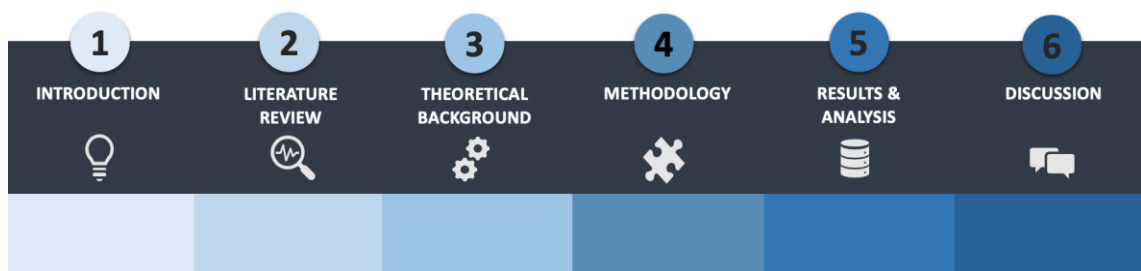 1
INTRODUCTION
2
LITERATURE
REVIEW
3
THEORETICAL
BACKGROUND
4
METHODOLOGY
5
RESULTS &
ANALYSIS
6
DISCUSSION